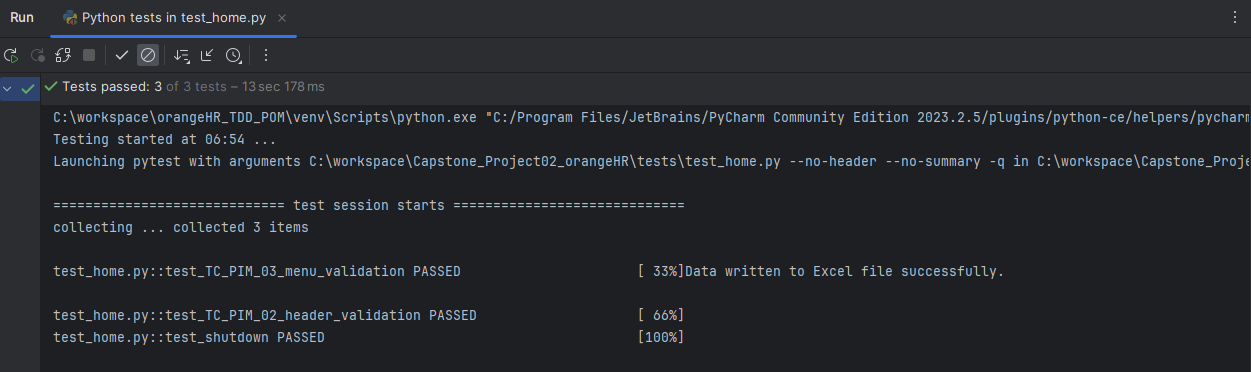 Run
Python tests in test_home.py
Tests passed: 3 of 3 tests – 13 sec 178 ms
C:\workspace\orangeHR_TDD_POM\venv\Scripts\python.exe "C:/Program Files/JetBrains/PyCharm Community Edition 2023.2.5/plugins/python-ce/helpers/pycharm
Testing started at 06:54 ...
Launching pytest with arguments C:\workspace\Capstone_Project02_orangeHR\tests\test_home.py --no-header --no-summary -q in C:\workspace\Capstone_Proje
============================= test session starts =============================
collecting ... collected 3 items
test_home.py::test_TC_PIM_03_menu_validation PASSED                      [ 33%]Data written to Excel file successfully.
test_home.py::test_TC_PIM_02_header_validation PASSED                    [ 66%]
test_home.py::test_shutdown PASSED                                       [100%]